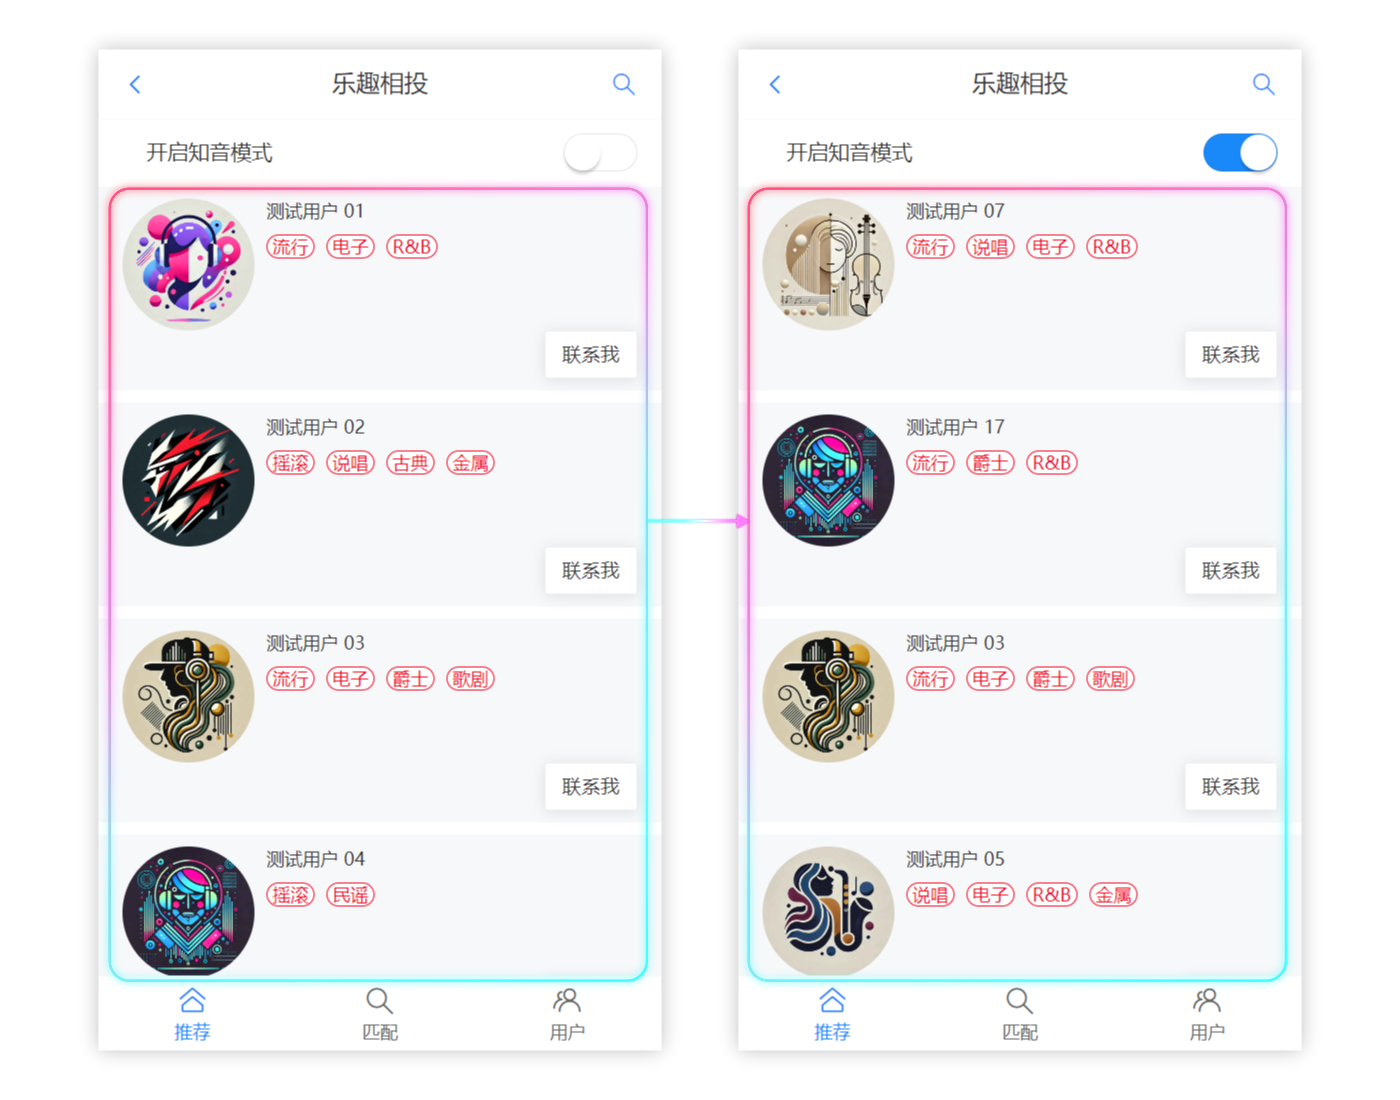 乐趣相投
开启知音模式
测试用户 01
流行 电子 R&B
联系我
测试用户 02
摇滚 说唱 古典 金属
联系我
测试用户 03
流行 电子 爵士 歌剧
联系我
测试用户 04
摇滚 民谣
推荐 匹配 用户
乐趣相投
开启知音模式
测试用户 07
流行 说唱 电子 R&B
联系我
测试用户 17
流行 爵士 R&B
联系我
测试用户 03
流行 电子 爵士 歌剧
联系我
测试用户 05
说唱 电子 R&B 金属
推荐 匹配 用户